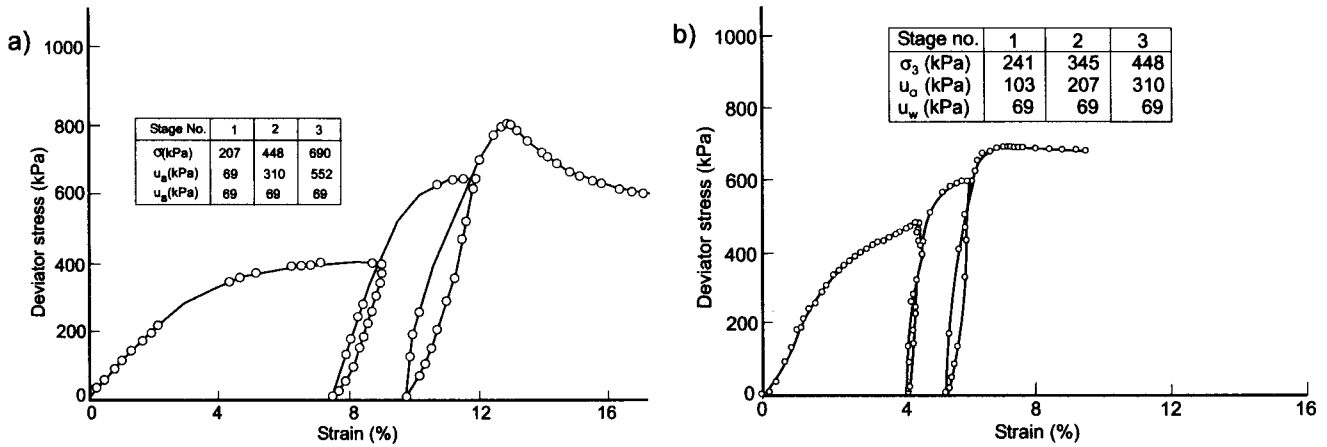 a)
Deviator stress (kPa)
1000
800
600
400
200
0
0 4 8 12 16
Strain (%)
Stage No. 1 2 3
σ(kPa) 207 448 690
uₐ(kPa) 69 310 552
uₐ(kPa) 69 69 69
b)
Deviator stress (kPa)
1000
800
600
400
200
0
0 4 6 8 12 16
Strain (%)
Stage no. 1 2 3
σ₃ (kPa) 241 345 448
uₐ (kPa) 103 207 310
u_w (kPa) 69 69 69